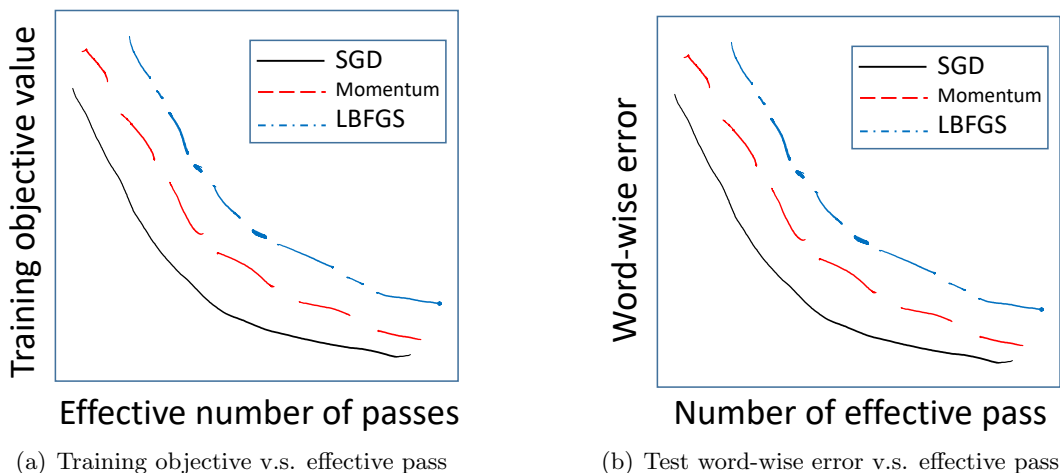 Training objective value
SGD
Momentum
LBFGS
Effective number of passes
(a) Training objective v.s. effective pass
Word-wise error
SGD
Momentum
LBFGS
Number of effective pass
(b) Test word-wise error v.s. effective pass